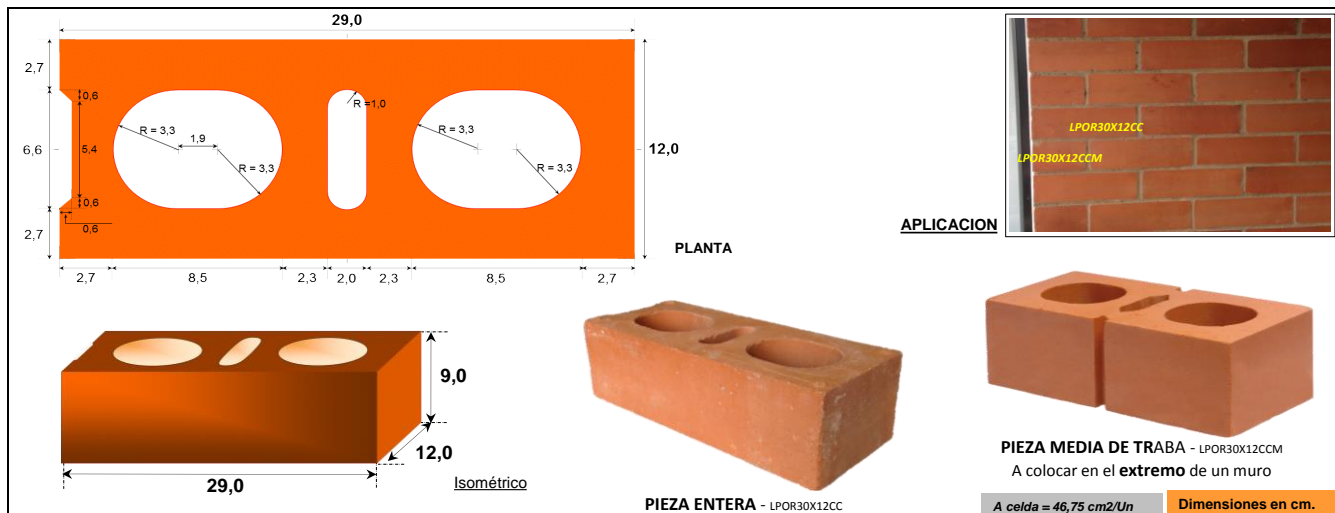 29,0
2,7
0,6
5,4
6,6
0,6
0,6
2,7
R = 3,3
1,9
R = 3,3
R =1,0
R = 3,3
R = 3,3
12,0
PLANTA
2,7
8,5
2,3
2,0
2,3
8,5
2,7
LPOR30X12CC
LPOR30X12CCM
APLICACION
9,0
12,0
29,0
Isométrico
PIEZA ENTERA - LPOR30X12CC
PIEZA MEDIA DE TRABA - LPOR30X12CCM
A colocar en el extremo de un muro
A celda = 46,75 cm2/Un
Dimensiones en cm.